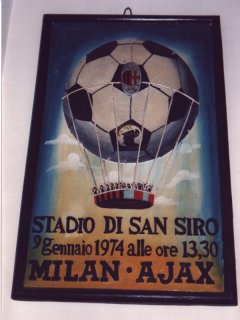 STADIO DI SAN SIRO
9 Gennaio 1974 alle ore 13,30
MILAN · AJAX